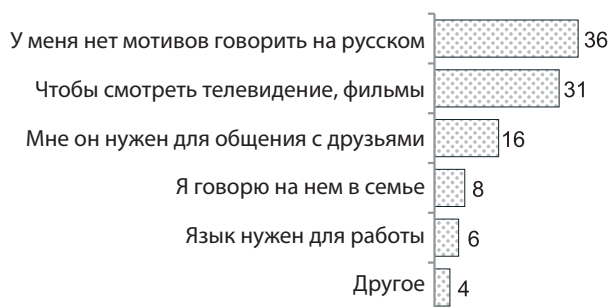 У меня нет мотивов говорить на русском 36
Чтобы смотреть телевидение, фильмы 31
Мне он нужен для общения с друзьями 16
Я говорю на нем в семье 8
Язык нужен для работы 6
Другое 4